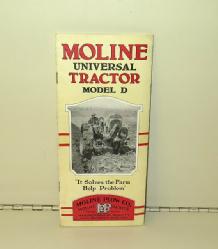 MOLINE
UNIVERSAL
TRACTOR
MODEL D
"It Solves the Farm
Help Problem"
MOLINE PLOW CO.